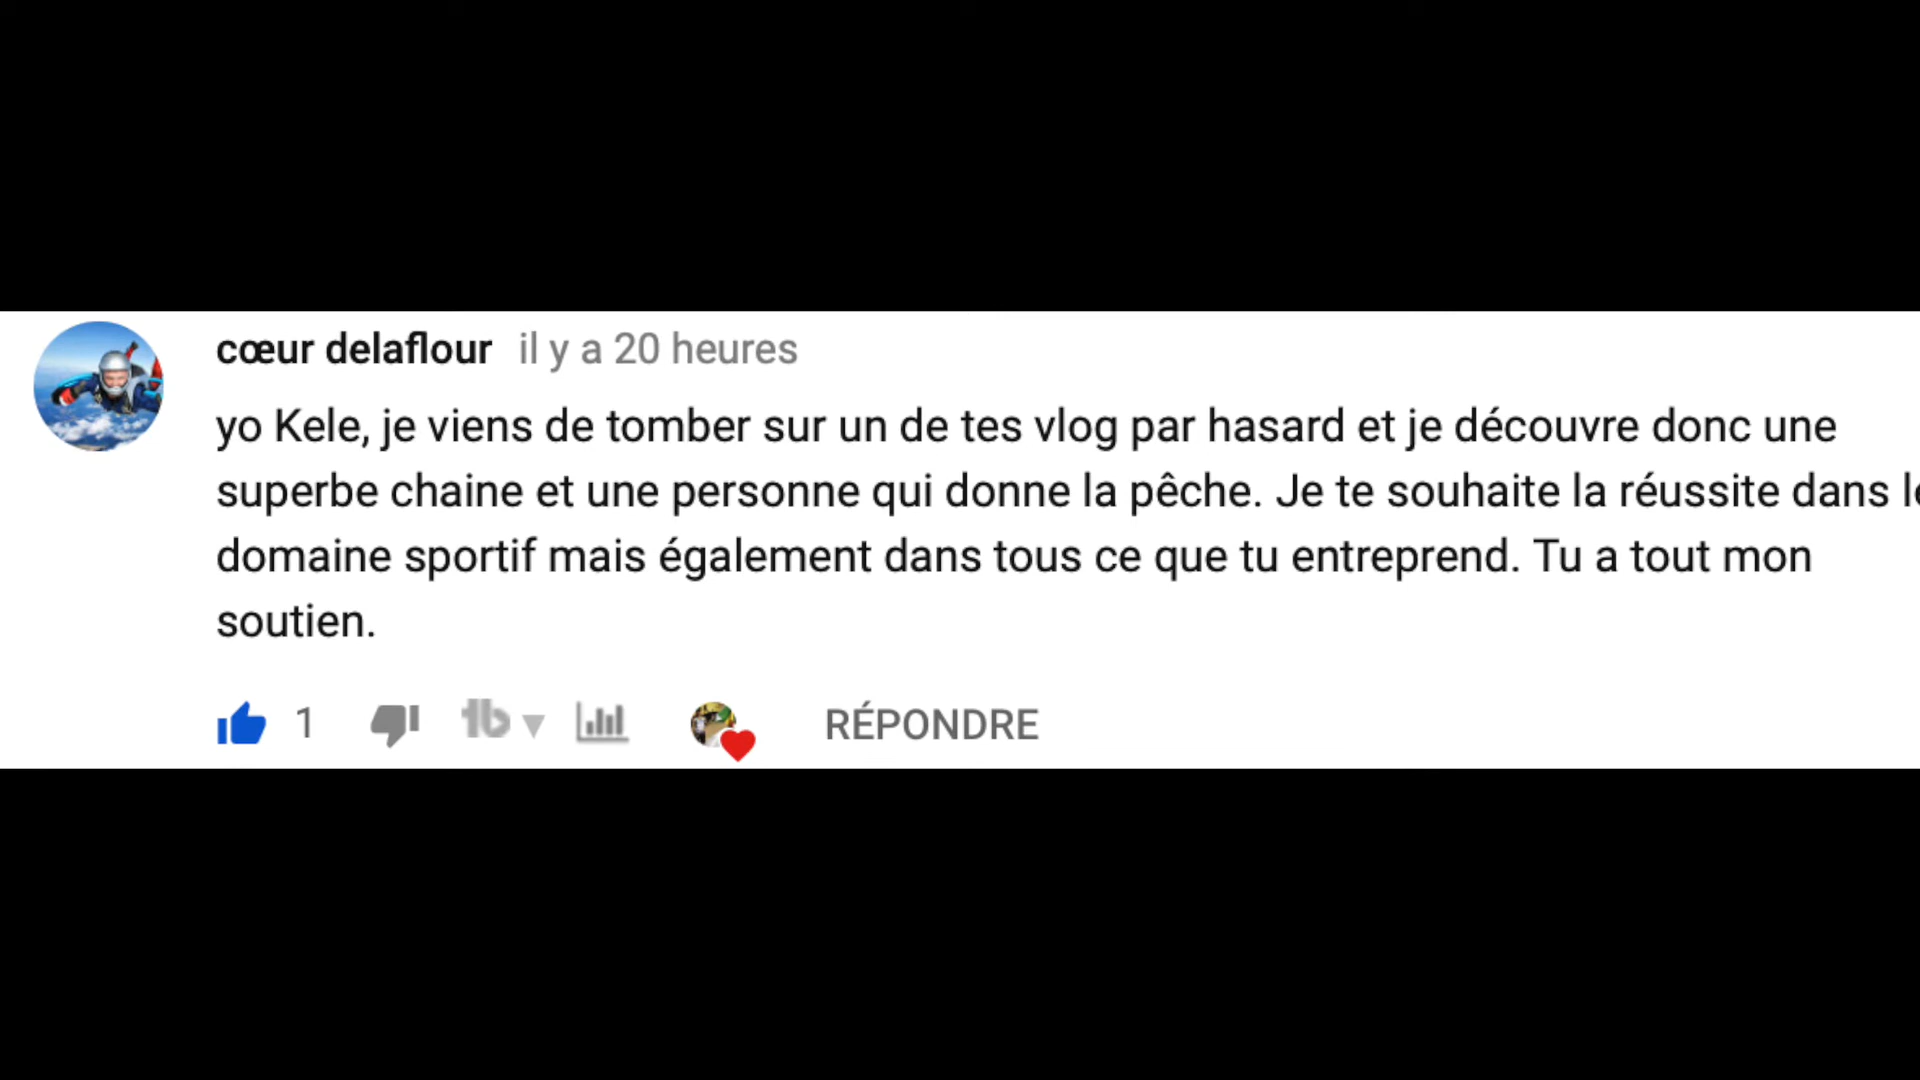 cœur delaflour il y a 20 heures
yo Kele, je viens de tomber sur un de tes vlog par hasard et je découvre donc une
superbe chaine et une personne qui donne la pêche. Je te souhaite la réussite dans
domaine sportif mais également dans tous ce que tu entreprend. Tu a tout mon
soutien.
1 tb RÉPONDRE